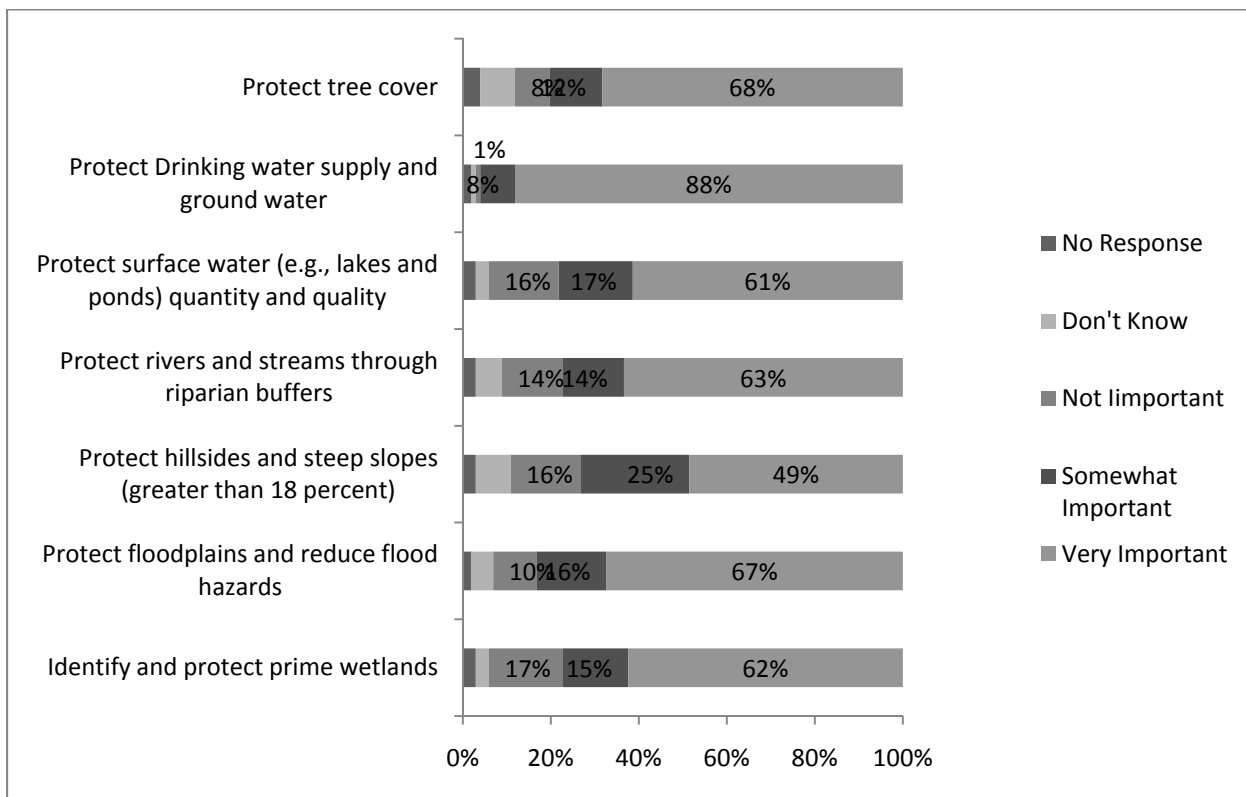 Protect tree cover
8%
12%
68%
1%
Protect Drinking water supply and
ground water
8%
88%
Protect surface water (e.g., lakes and
ponds) quantity and quality
16%
17%
61%
Protect rivers and streams through
riparian buffers
14%
14%
63%
Protect hillsides and steep slopes
(greater than 18 percent)
16%
25%
49%
Protect floodplains and reduce flood
hazards
10%
16%
67%
Identify and protect prime wetlands
17%
15%
62%
0%
20%
40%
60%
80%
100%
No Response
Don't Know
Not Iimportant
Somewhat
Important
Very Important